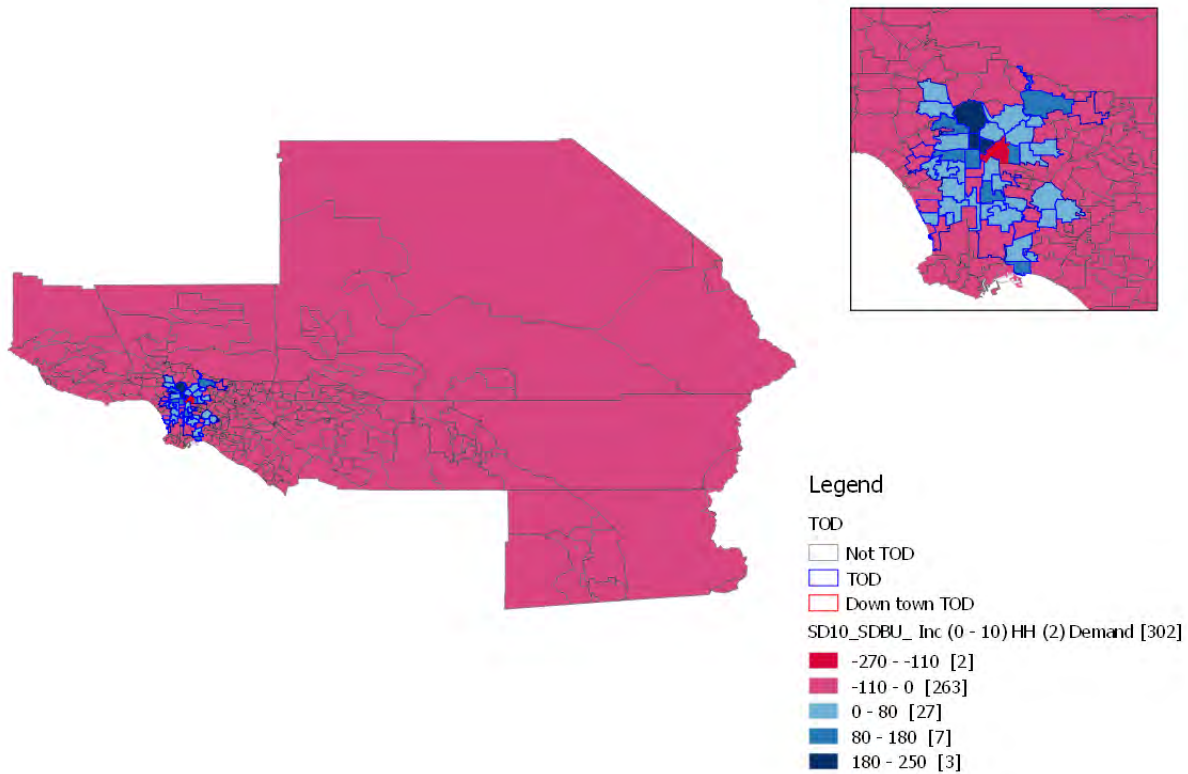 Legend
TOD
Not TOD
TOD
Down town TOD
SD10_SDBU_ Inc (0 - 10) HH (2) Demand [302]
-270 - -110 [2]
-110 - 0 [263]
0 - 80 [27]
80 - 180 [7]
180 - 250 [3]